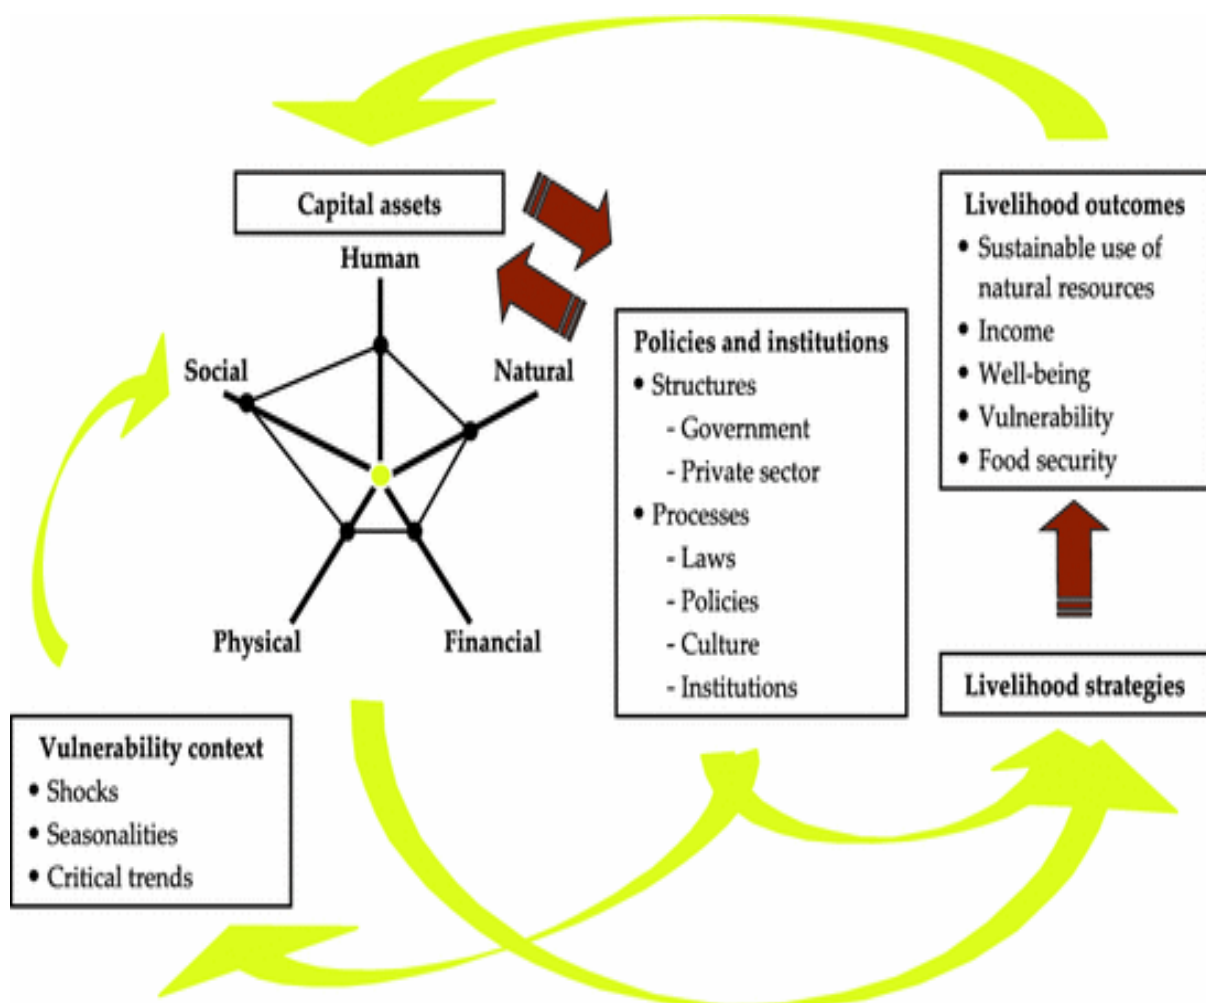 Capital assets
Human
Social
Natural
Physical
Financial
Policies and institutions
• Structures
- Government
- Private sector
• Processes
- Laws
- Policies
- Culture
- Institutions
Livelihood outcomes
• Sustainable use of
natural resources
• Income
• Well-being
• Vulnerability
• Food security
Livelihood strategies
Vulnerability context
• Shocks
• Seasonalities
• Critical trends